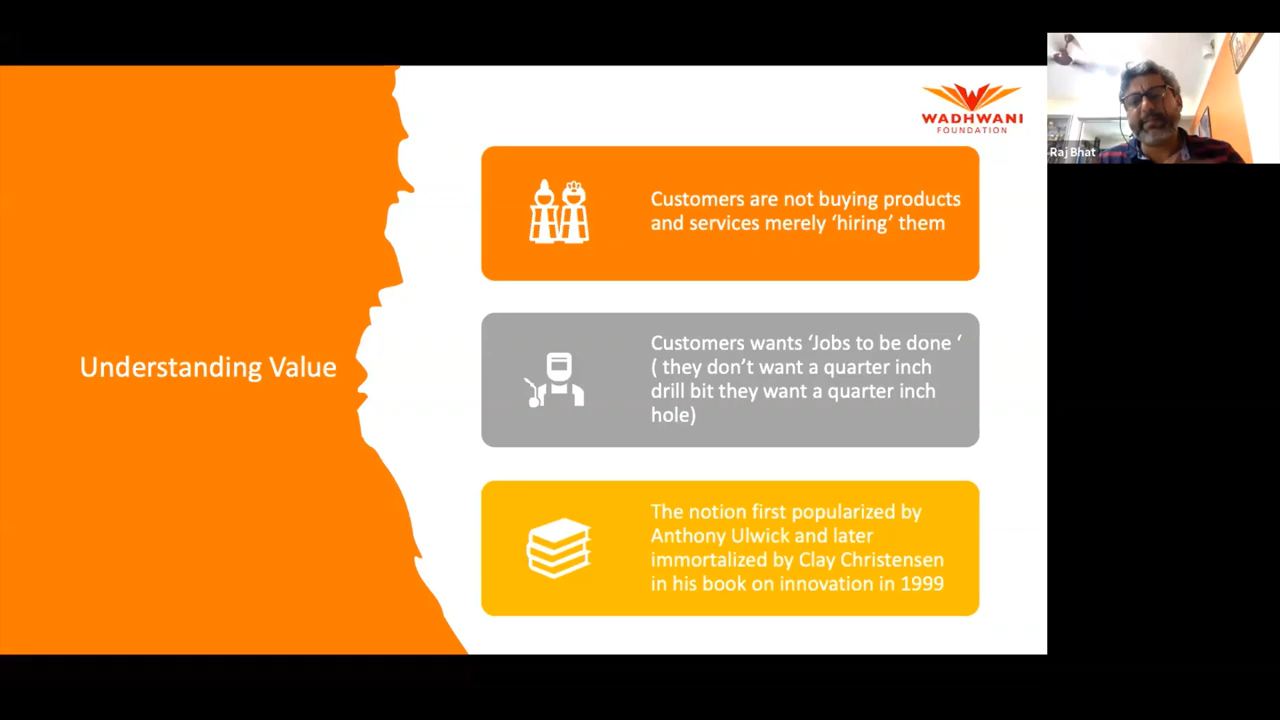 WADHWANI
FOUNDATION
Raj Bhat
Customers are not buying products
and services merely ‘hiring’ them
Understanding Value
Customers wants ‘Jobs to be done ‘
( they don’t want a quarter inch
drill bit they want a quarter inch
hole)
The notion first popularized by
Anthony Ulwick and later
immortalized by Clay Christensen
in his book on innovation in 1999